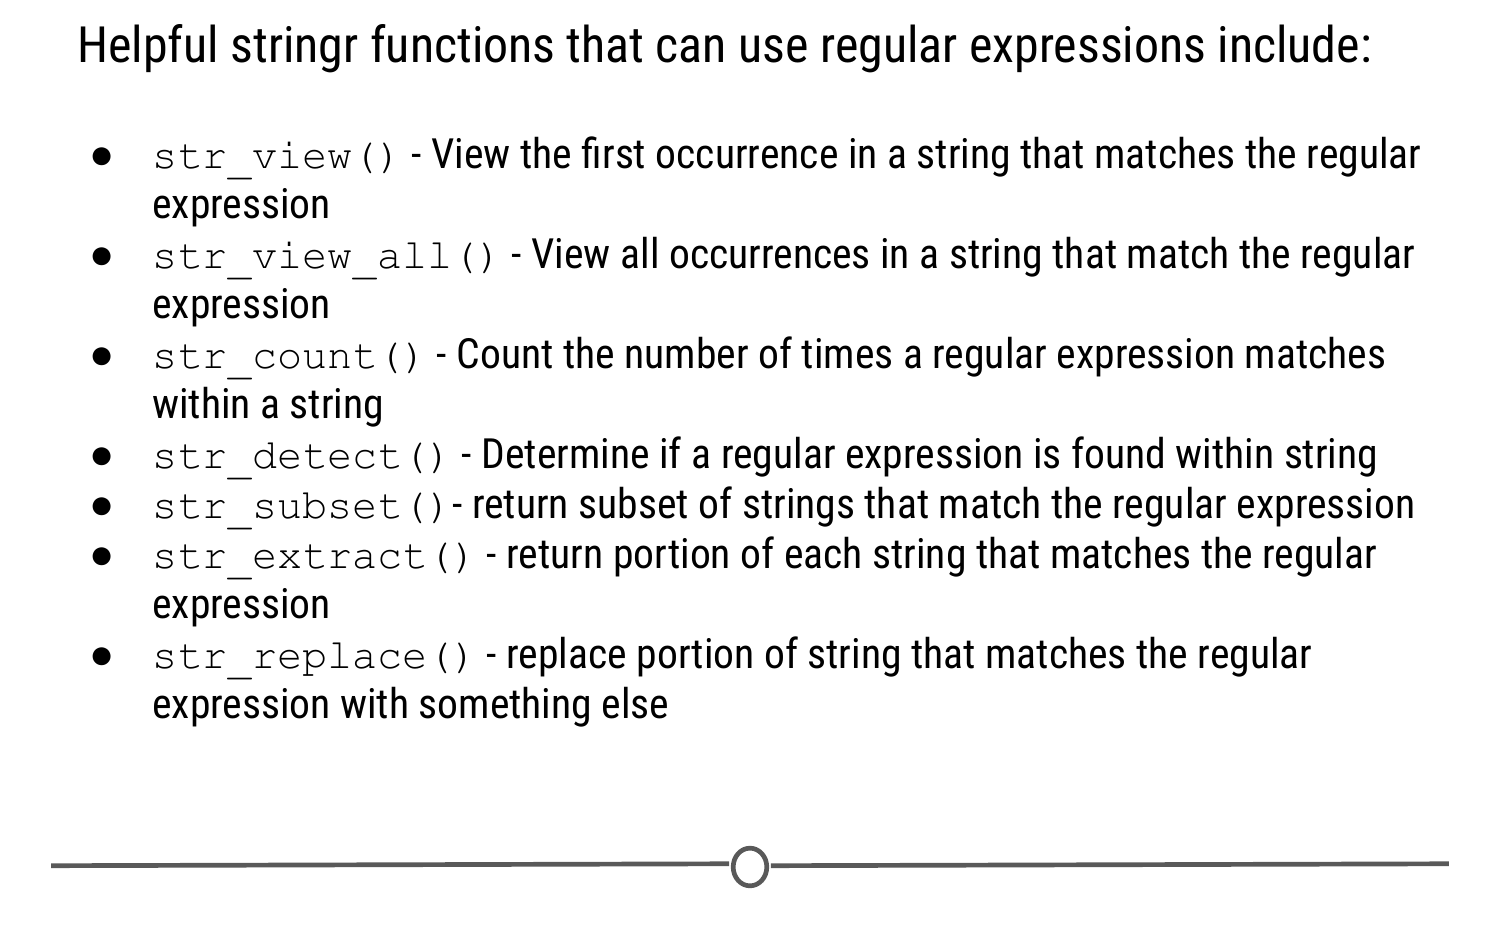 Helpful stringr functions that can use regular expressions include:
● str_view() - View the first occurrence in a string that matches the regular
expression
● str_view_all() - View all occurrences in a string that match the regular
expression
● str_count() - Count the number of times a regular expression matches
within a string
● str_detect() - Determine if a regular expression is found within string
● str_subset()- return subset of strings that match the regular expression
● str_extract() - return portion of each string that matches the regular
expression
● str_replace() - replace portion of string that matches the regular
expression with something else